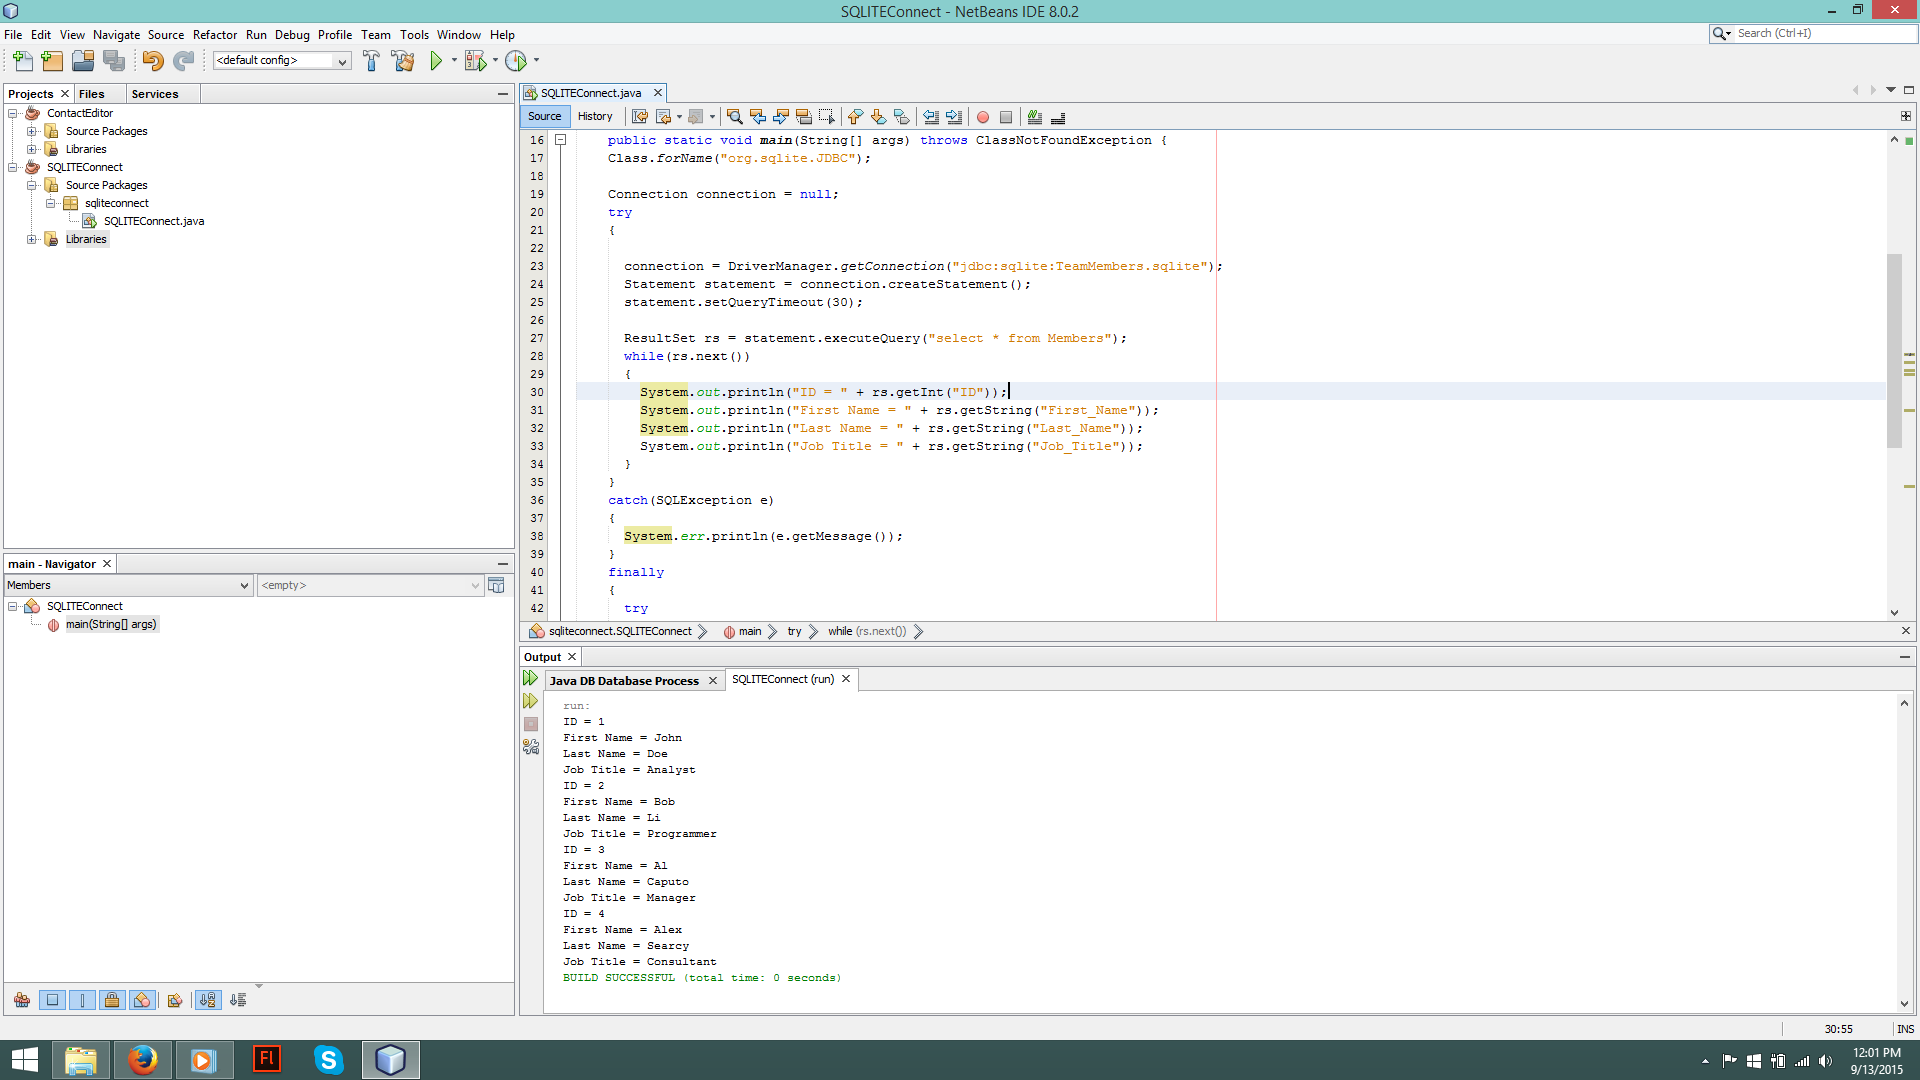 SQLITEConnect - NetBeans IDE 8.0.2
File Edit View Navigate Source Refactor Run Debug Profile Team Tools Window Help
Search (Ctrl+I)
<default config>
Projects Files Services
ContactEditor
Source Packages
Libraries
SQLITEConnect
Source Packages
sqliteconnect
SQLITEConnect.java
Libraries
main - Navigator
Members <empty>
SQLITEConnect
main(String[] args)
SQLITEConnect.java
Source History
16 public static void main(String[] args) throws ClassNotFoundException {
17 Class.forName("org.sqlite.JDBC");
18
19 Connection connection = null;
20 try
21 {
22
23 connection = DriverManager.getConnection("jdbc:sqlite:TeamMembers.sqlite");
24 Statement statement = connection.createStatement();
25 statement.setQueryTimeout(30);
26
27 ResultSet rs = statement.executeQuery("select * from Members");
28 while(rs.next())
29 {
30 System.out.println("ID = " + rs.getInt("ID"));
31 System.out.println("First Name = " + rs.getString("First_Name"));
32 System.out.println("Last Name = " + rs.getString("Last_Name"));
33 System.out.println("Job Title = " + rs.getString("Job_Title"));
34 }
35 }
36 catch(SQLException e)
37 {
38 System.err.println(e.getMessage());
39 }
40 finally
41 {
42 try
sqliteconnect.SQLITEConnect main try while (rs.next())
Output
Java DB Database Process SQLITEConnect (run)
run:
ID = 1
First Name = John
Last Name = Doe
Job Title = Analyst
ID = 2
First Name = Bob
Last Name = Li
Job Title = Programmer
ID = 3
First Name = Al
Last Name = Caputo
Job Title = Manager
ID = 4
First Name = Alex
Last Name = Searcy
Job Title = Consultant
BUILD SUCCESSFUL (total time: 0 seconds)
30:55 INS
Fl
12:01 PM
9/13/2015